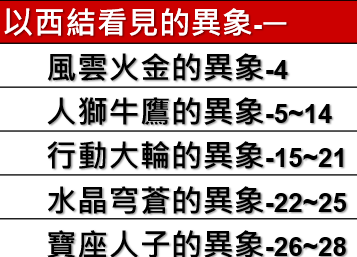 以西結看見的異象-一
風雲火金的異象-4
人獅牛鷹的異象-5~14
行動大輪的異象-15~21
水晶穹蒼的異象-22~25
寶座人子的異象-26~28